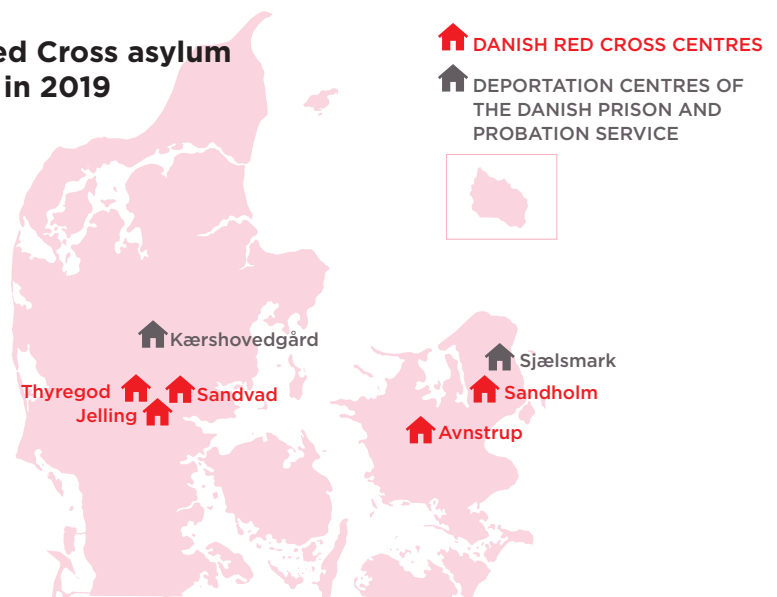 ed Cross asylum
in 2019
DANISH RED CROSS CENTRES
DEPORTATION CENTRES OF
THE DANISH PRISON AND
PROBATION SERVICE
Kærshovedgård
Sjælsmark
Thyregod
Sandvad
Sandholm
Jelling
Avnstrup